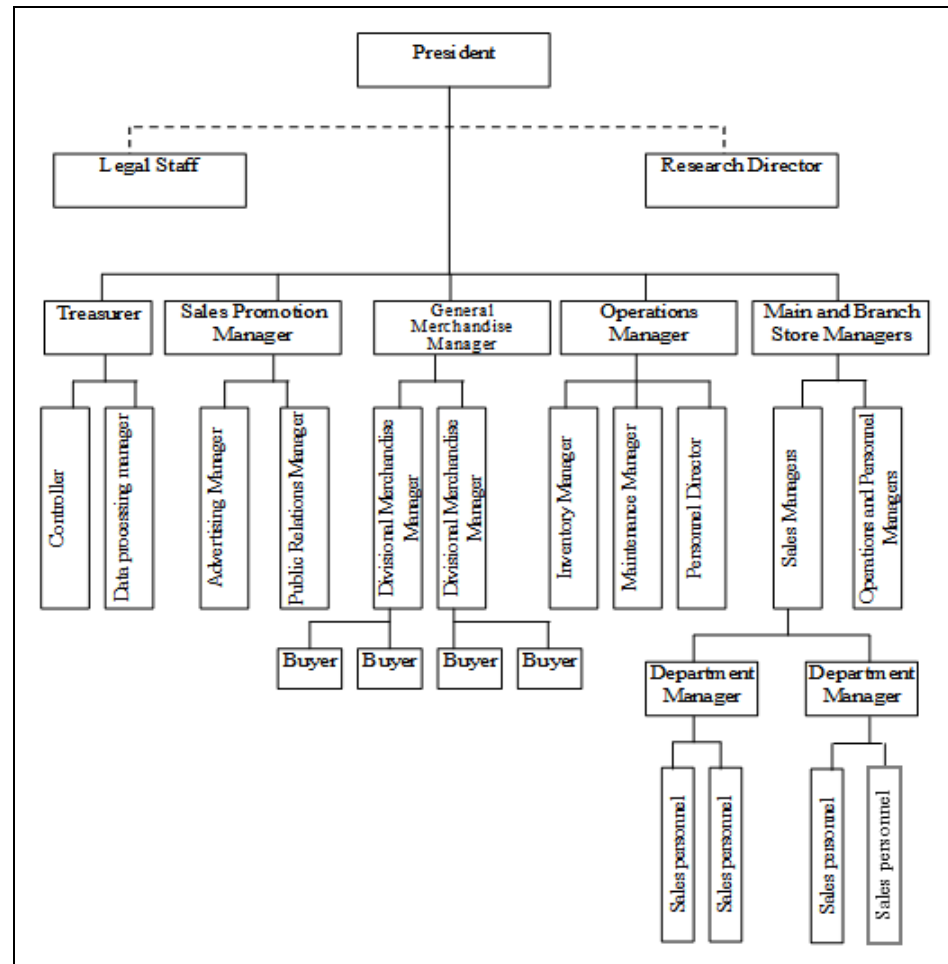 President
Legal Staff
Research Director
Treasurer
Sales Promotion
Manager
General
Merchandise
Manager
Operations
Manager
Main and Branch
Store Managers
Controller
Data processing manager
Advertising Manager
Public Relations Manager
Divisional Merchandise
Manager
Divisional Merchandise
Manager
Inventory Manager
Maintenance Manager
Personnel Director
Sales Managers
Operations and Personnel
Managers
Buyer
Buyer
Buyer
Buyer
Department
Manager
Department
Manager
Sales personnel
Sales personnel
Sales personnel
Sales personnel